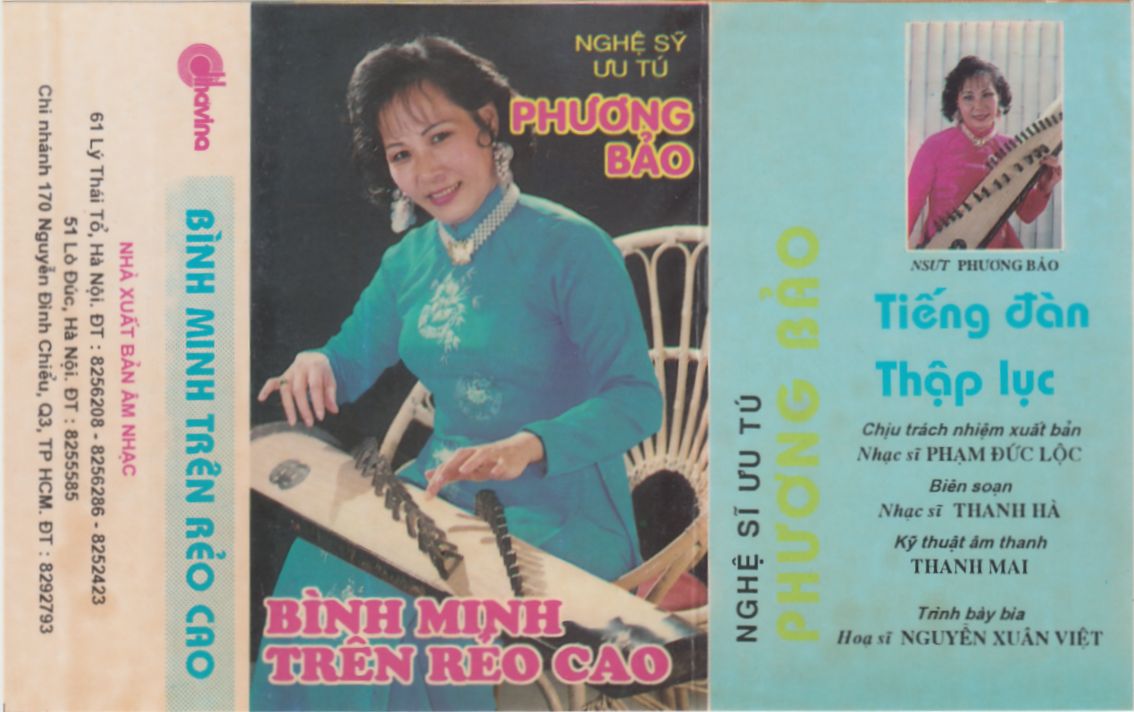 Dihavina
BÌNH MINH TRÊN RẺO CAO
NHÀ XUẤT BẢN ÂM NHẠC
61 Lý Thái Tổ, Hà Nội. ĐT : 8256208 - 8256286 - 8252423
51 Lò Đúc, Hà Nội. ĐT : 8255585
Chi nhánh 170 Nguyễn Đình Chiểu, Q3, TP HCM. ĐT : 8292793
NGHỆ SỸ
ƯU TÚ
PHƯƠNG
BẢO
BÌNH MINH
TRÊN RẺO CAO
NGHỆ SĨ ƯU TÚ
PHƯƠNG BẢO
NSƯT PHƯƠNG BẢO
Tiếng đàn
Thập lục
Chịu trách nhiệm xuất bản
Nhạc sĩ PHẠM ĐỨC LỘC
Biên soạn
Nhạc sĩ THANH HÀ
Kỹ thuật âm thanh
THANH MAI
Trình bày bìa
Hoạ sĩ NGUYỄN XUÂN VIỆT